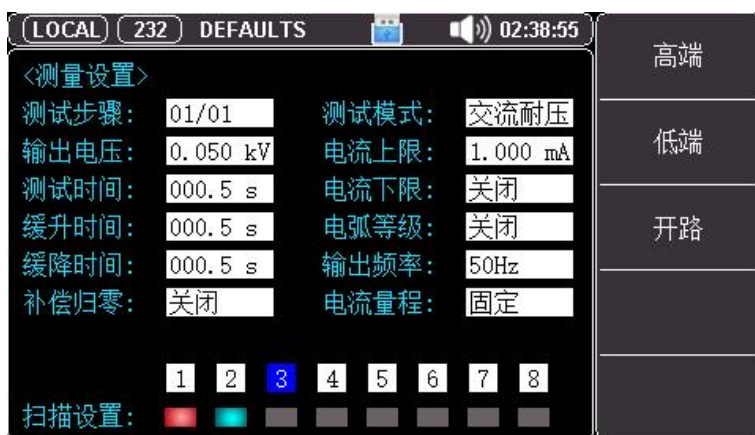 LOCAL 232 DEFAULTS 02:38:55
<测量设置>
测试步骤: 01/01 测试模式: 交流耐压
输出电压: 0.050 kV 电流上限: 1.000 mA
测试时间: 000.5 s 电流下限: 关闭
缓升时间: 000.5 s 电弧等级: 关闭
缓降时间: 000.5 s 输出频率: 50Hz
补偿归零: 关闭 电流量程: 固定
1 2 3 4 5 6 7 8
扫描设置:
高端
低端
开路